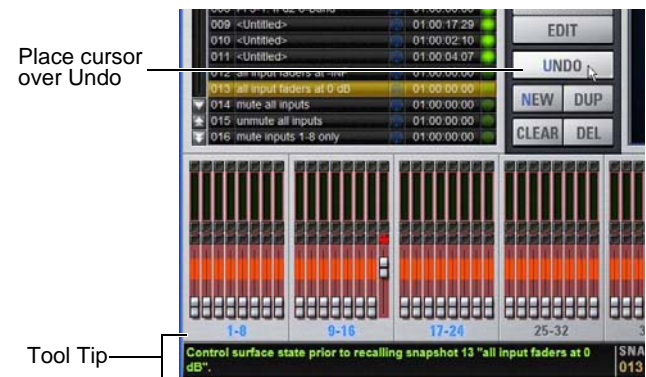 Place cursor
over Undo
009 <Untitled> 01:00:17:29
010 <Untitled> 01:00:02:10
011 <Untitled> 01:00:04:07
012 all input faders at -INF 01:00:00:00
013 all input faders at 0 dB 01:00:00:00
014 mute all inputs 01:00:00:00
015 unmute all inputs 01:00:00:00
016 mute inputs 1-8 only 01:00:00:00
EDIT
UNDO
NEW DUP
CLEAR DEL
1-8 9-16 17-24 25-32
Tool Tip
Control surface state prior to recalling snapshot 13 "all input faders at 0
dB".
SNA
013